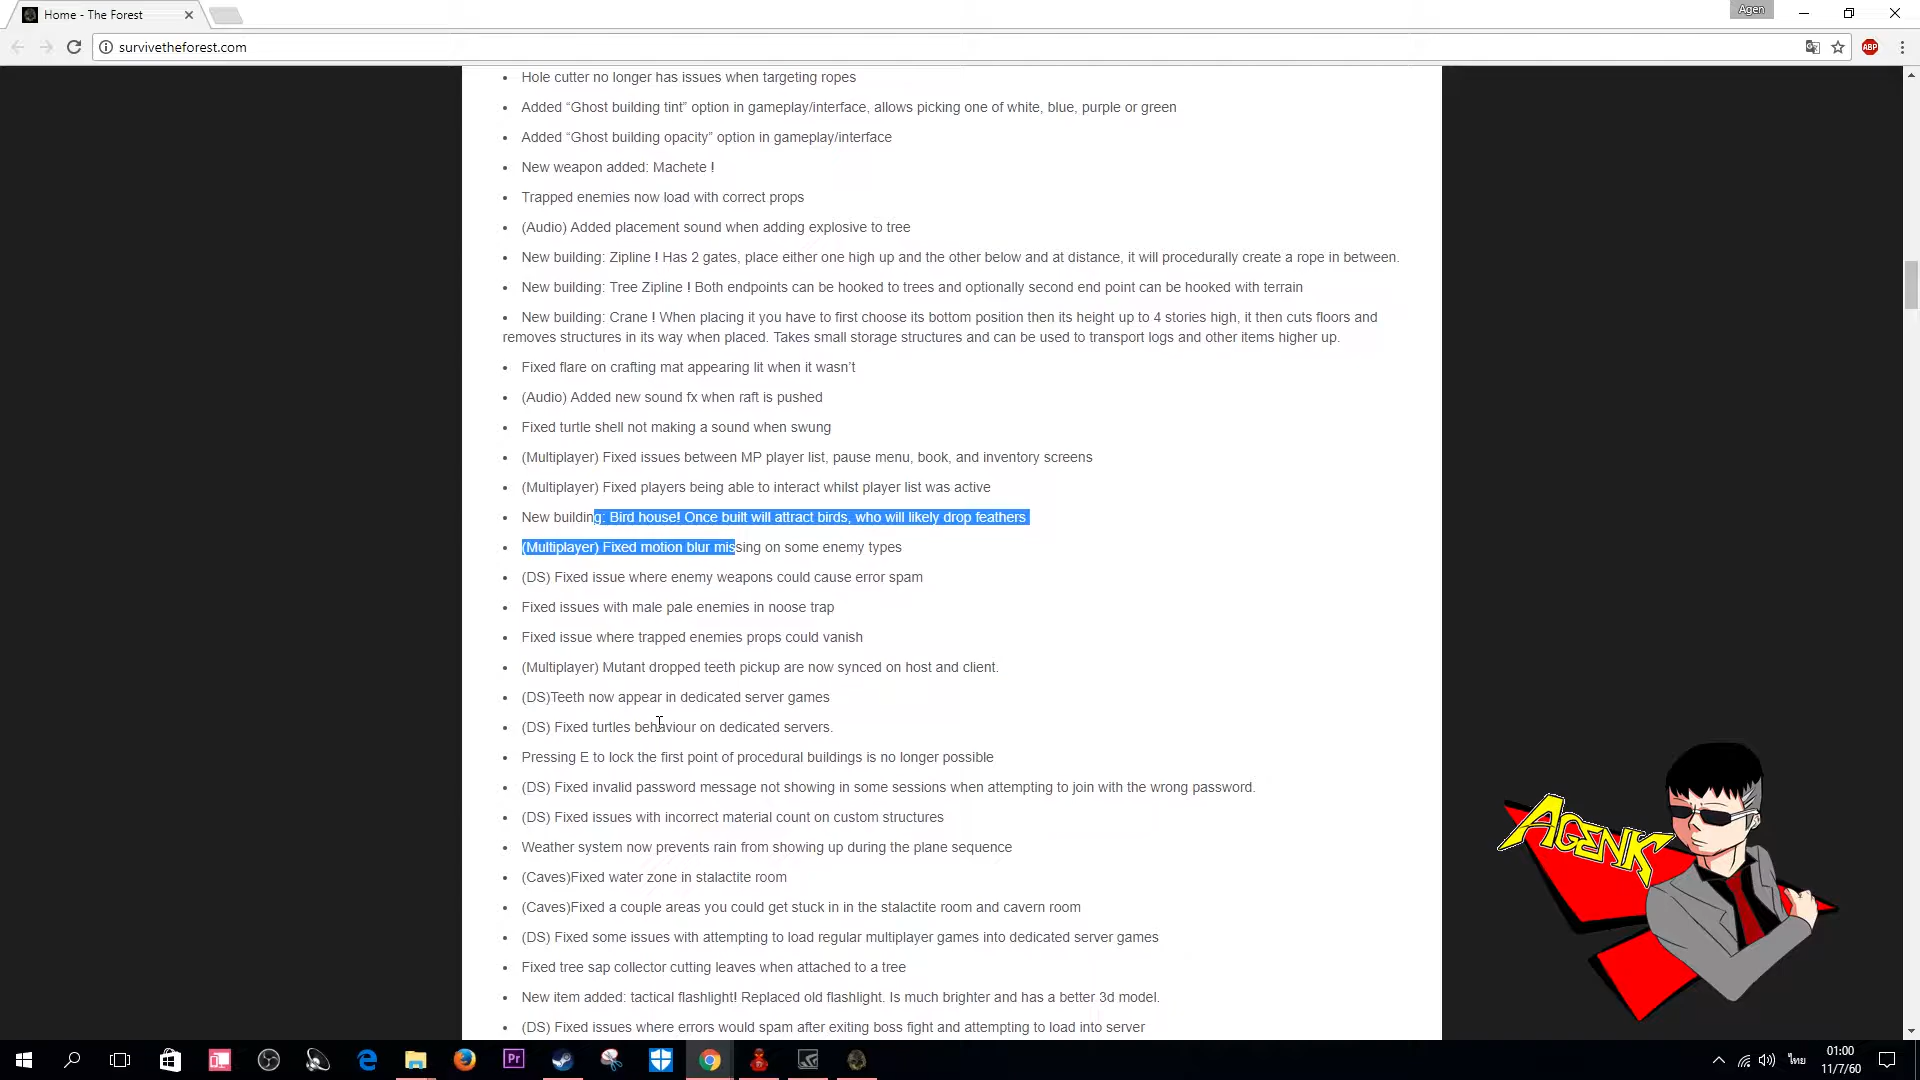 Home - The Forest
Agen
survivetheforest.com
ABP
Hole cutter no longer has issues when targeting ropes
Added “Ghost building tint” option in gameplay/interface, allows picking one of white, blue, purple or green
Added “Ghost building opacity” option in gameplay/interface
New weapon added: Machete !
Trapped enemies now load with correct props
(Audio) Added placement sound when adding explosive to tree
New building: Zipline ! Has 2 gates, place either one high up and the other below and at distance, it will procedurally create a rope in between.
New building: Tree Zipline ! Both endpoints can be hooked to trees and optionally second end point can be hooked with terrain
New building: Crane ! When placing it you have to first choose its bottom position then its height up to 4 stories high, it then cuts floors and
removes structures in its way when placed. Takes small storage structures and can be used to transport logs and other items higher up.
Fixed flare on crafting mat appearing lit when it wasn’t
(Audio) Added new sound fx when raft is pushed
Fixed turtle shell not making a sound when swung
(Multiplayer) Fixed issues between MP player list, pause menu, book, and inventory screens
(Multiplayer) Fixed players being able to interact whilst player list was active
New building: Bird house! Once built will attract birds, who will likely drop feathers
(Multiplayer) Fixed motion blur missing on some enemy types
(DS) Fixed issue where enemy weapons could cause error spam
Fixed issues with male pale enemies in noose trap
Fixed issue where trapped enemies props could vanish
(Multiplayer) Mutant dropped teeth pickup are now synced on host and client.
(DS)Teeth now appear in dedicated server games
(DS) Fixed turtles behaviour on dedicated servers.
Pressing E to lock the first point of procedural buildings is no longer possible
(DS) Fixed invalid password message not showing in some sessions when attempting to join with the wrong password.
(DS) Fixed issues with incorrect material count on custom structures
Weather system now prevents rain from showing up during the plane sequence
(Caves)Fixed water zone in stalactite room
(Caves)Fixed a couple areas you could get stuck in in the stalactite room and cavern room
(DS) Fixed some issues with attempting to load regular multiplayer games into dedicated server games
Fixed tree sap collector cutting leaves when attached to a tree
New item added: tactical flashlight! Replaced old flashlight. Is much brighter and has a better 3d model.
(DS) Fixed issues where errors would spam after exiting boss fight and attempting to load into server
AGENK
Pr
ไทย
01:00
11/7/60